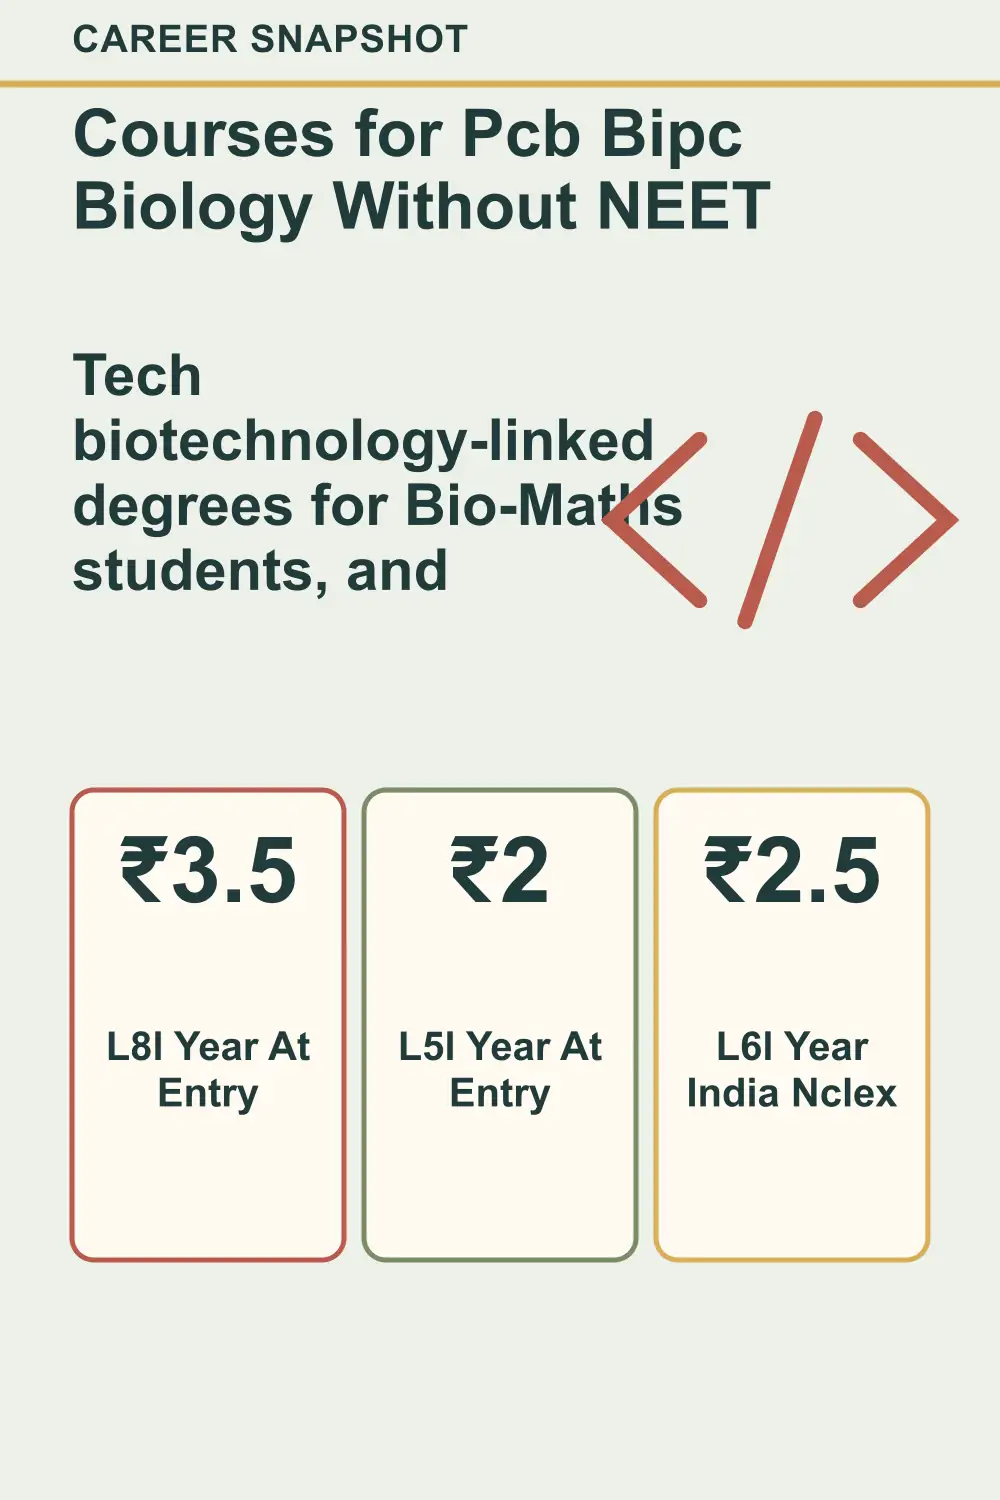 CAREER SNAPSHOT
Courses for Pcb Bipc
Biology Without NEET
Tech
biotechnology-linked
degrees for Bio-Maths
students, and
₹3.5
L8l Year At
Entry
₹2
L5l Year At
Entry
₹2.5
L6l Year
India Nclex